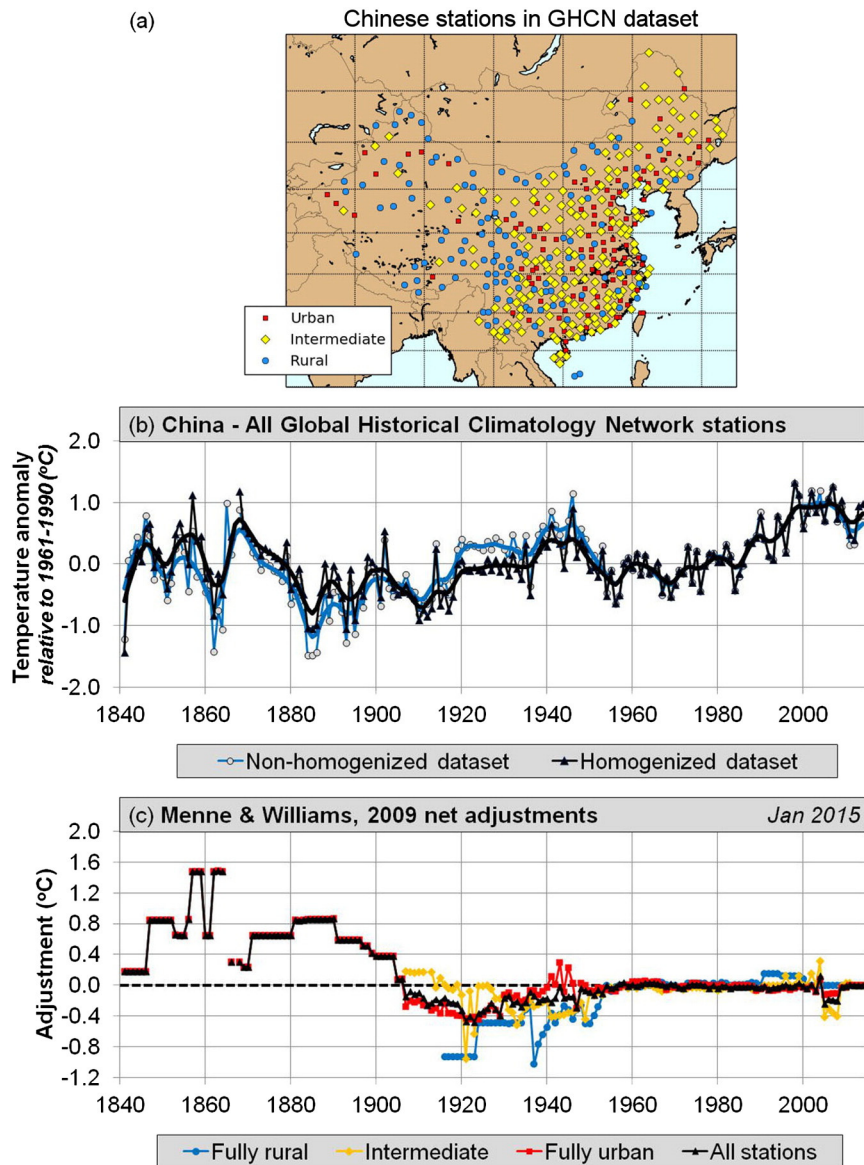 (a)
Chinese stations in GHCN dataset
Urban
Intermediate
Rural
(b) China - All Global Historical Climatology Network stations
Temperature anomaly
relative to 1961-1990 (°C)
2.0
1.0
0.0
-1.0
-2.0
1840 1860 1880 1900 1920 1940 1960 1980 2000
Non-homogenized dataset Homogenized dataset
(c) Menne & Williams, 2009 net adjustments Jan 2015
Adjustment (°C)
2.0
1.6
1.2
0.8
0.4
0.0
-0.4
-0.8
-1.2
1840 1860 1880 1900 1920 1940 1960 1980 2000
Fully rural Intermediate Fully urban All stations